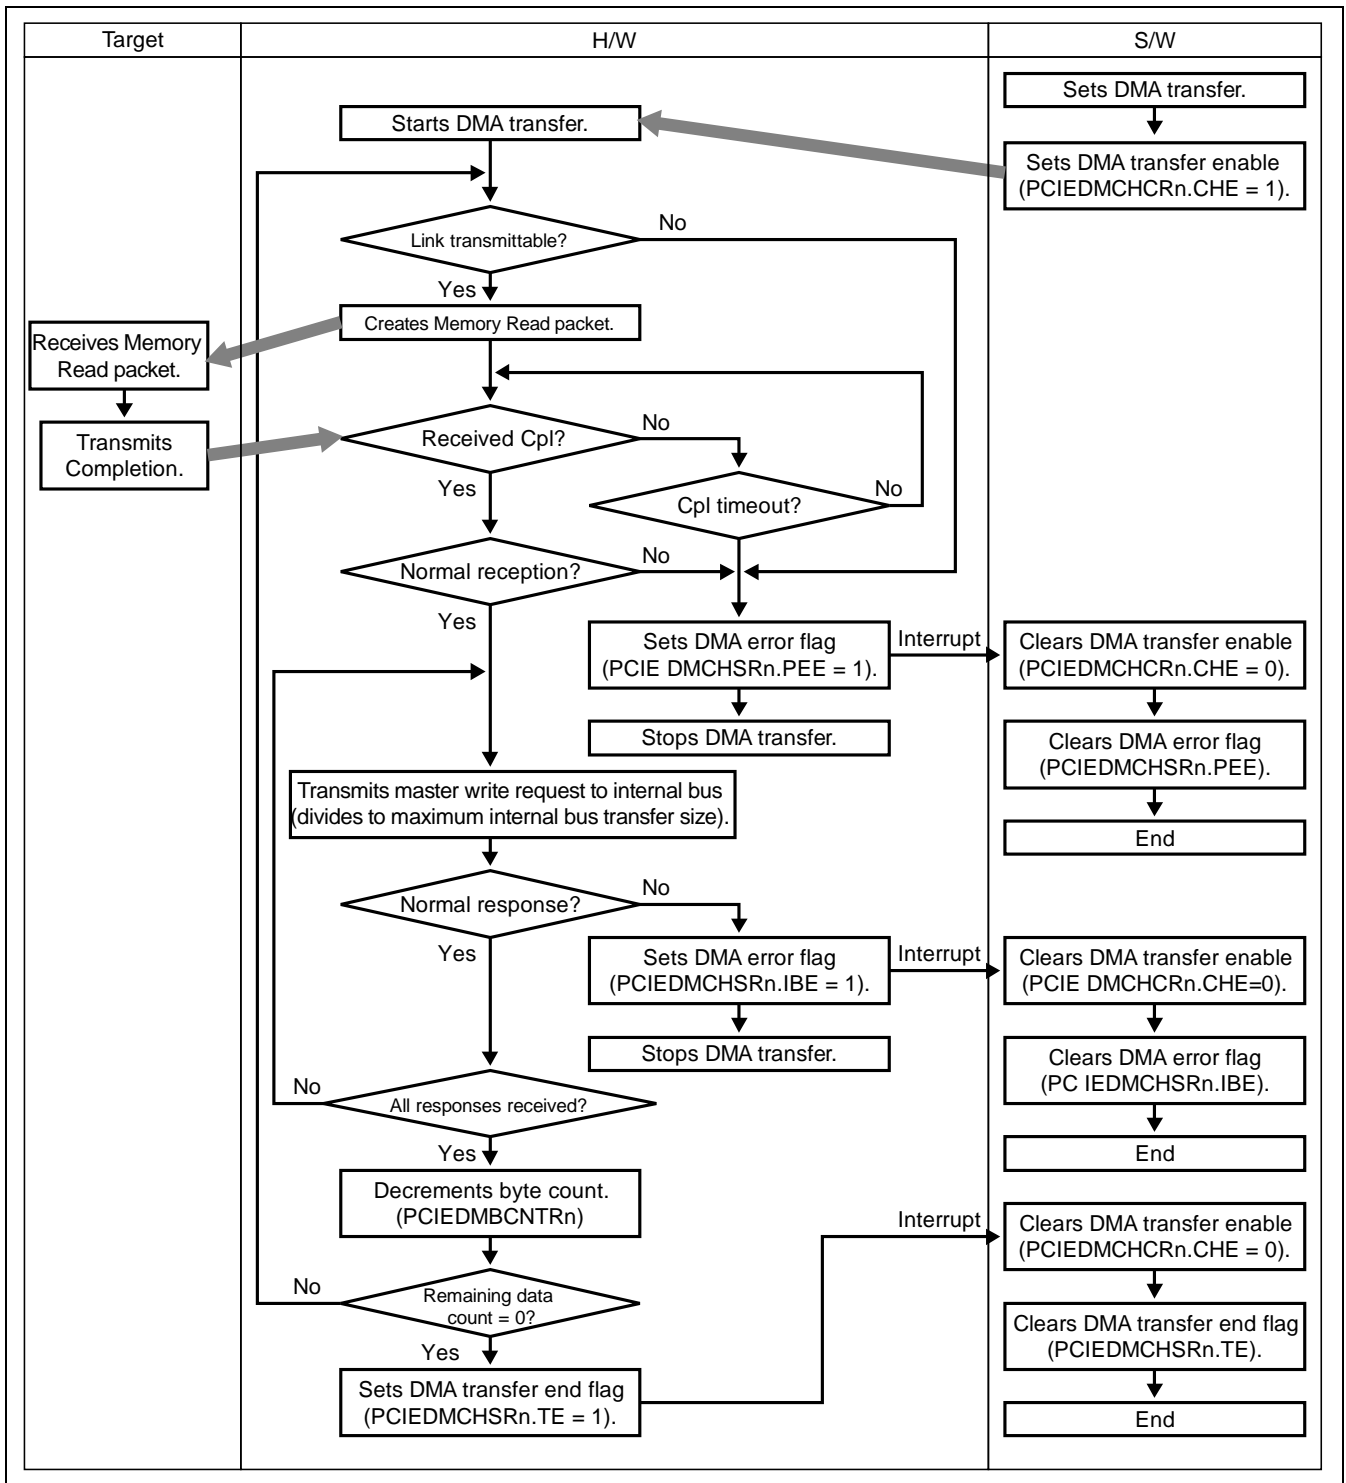 Target
H/W
S/W
Sets DMA transfer.
Starts DMA transfer.
Sets DMA transfer enable
(PCIEDMCHCRn.CHE = 1).
Link transmittable?
No
Yes
Creates Memory Read packet.
Receives Memory
Read packet.
Transmits
Completion.
Received Cpl?
No
Yes
Cpl timeout?
No
Normal reception?
No
Yes
Sets DMA error flag
(PCIE DMCHSRn.PEE = 1).
Interrupt
Clears DMA transfer enable
(PCIEDMCHCRn.CHE = 0).
Stops DMA transfer.
Clears DMA error flag
(PCIEDMCHSRn.PEE).
End
Transmits master write request to internal bus
(divides to maximum internal bus transfer size).
Normal response?
No
Yes
Sets DMA error flag
(PCIEDMCHSRn.IBE = 1).
Interrupt
Clears DMA transfer enable
(PCIE DMCHCRn.CHE=0).
Stops DMA transfer.
Clears DMA error flag
(PC IEDMCHSRn.IBE).
End
No
All responses received?
Yes
Decrements byte count.
(PCIEDMBCNTRn)
Interrupt
Clears DMA transfer enable
(PCIEDMCHCRn.CHE = 0).
No
Remaining data
count = 0?
Yes
Clears DMA transfer end flag
(PCIEDMCHSRn.TE).
Sets DMA transfer end flag
(PCIEDMCHSRn.TE = 1).
End